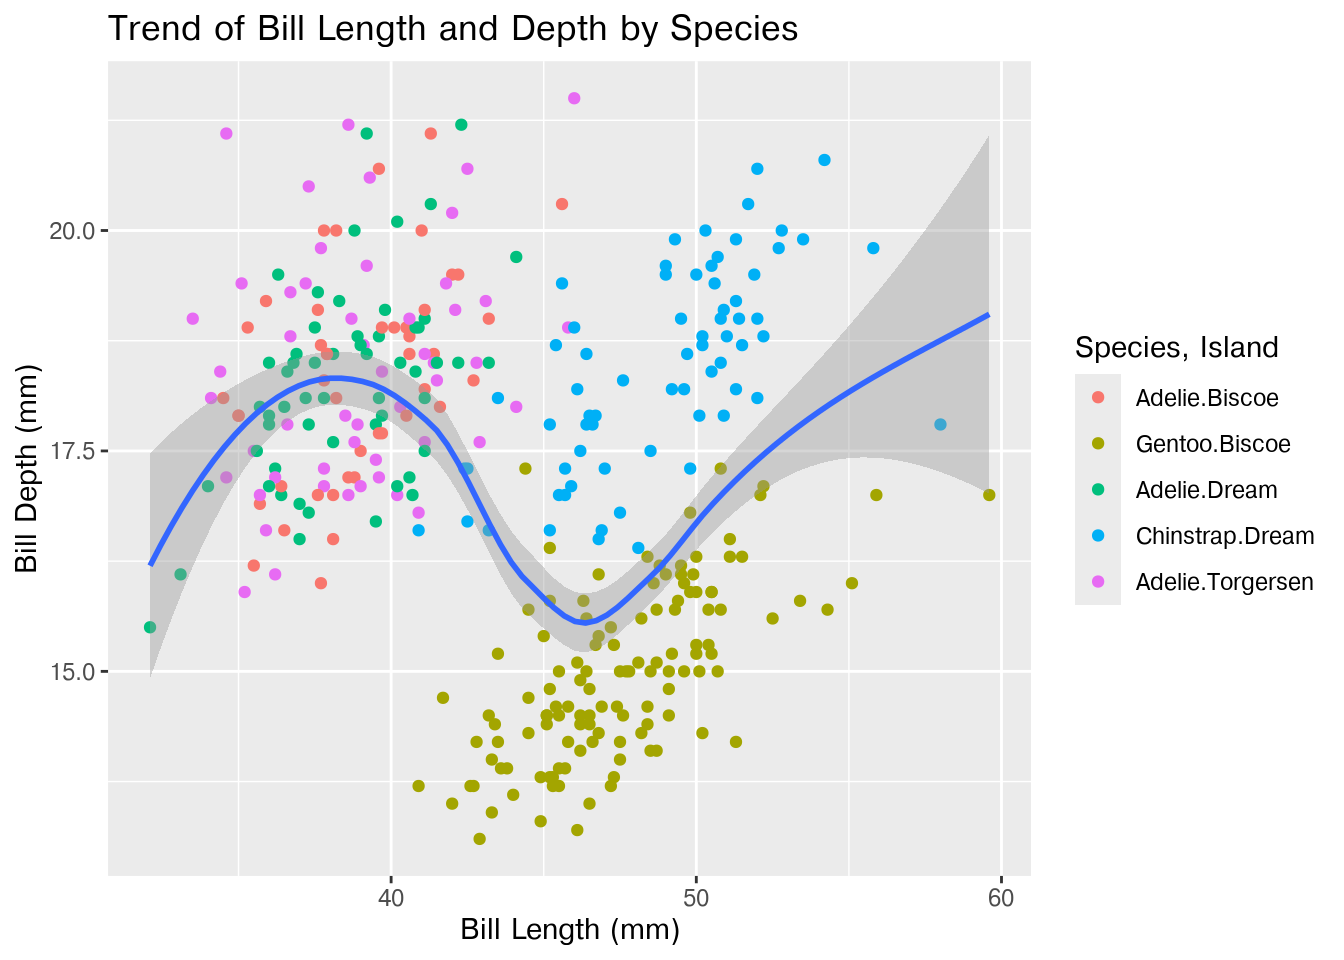 Trend of Bill Length and Depth by Species
Bill Depth (mm)
20.0
17.5
15.0
40
50
60
Bill Length (mm)
Species, Island
Adelie.Biscoe
Gentoo.Biscoe
Adelie.Dream
Chinstrap.Dream
Adelie.Torgersen